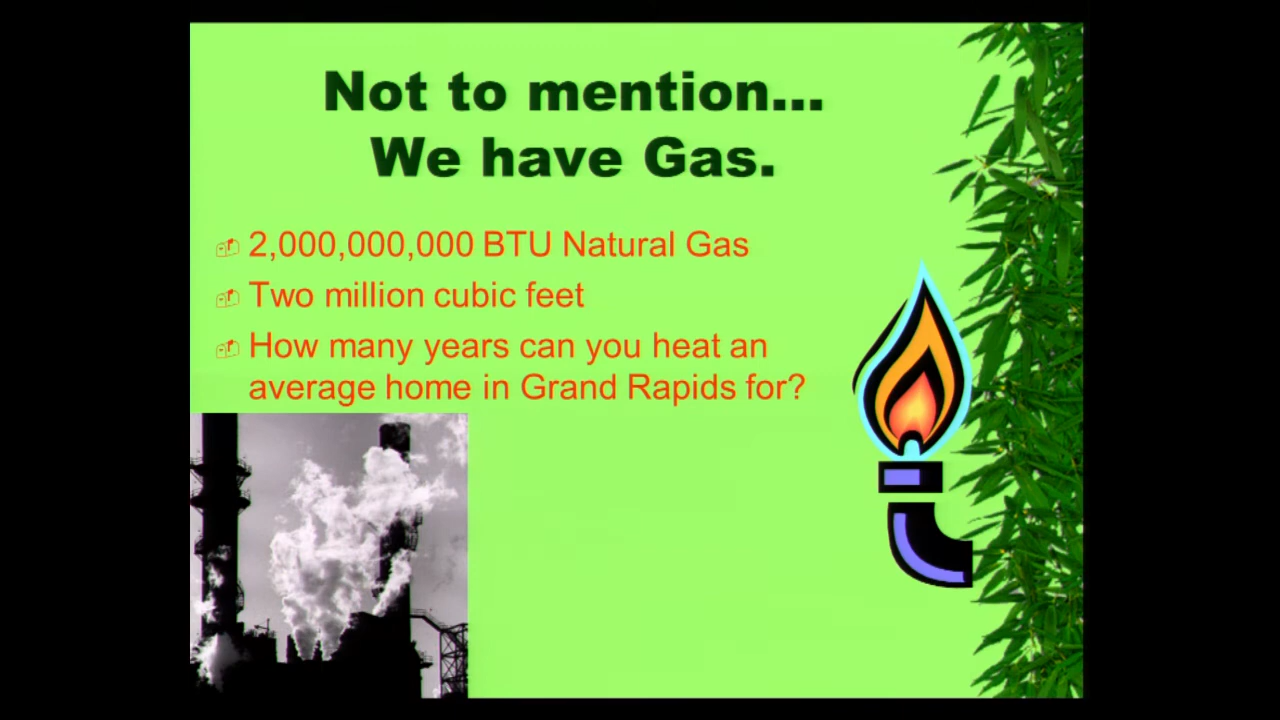 Not to mention...
We have Gas.
2,000,000,000 BTU Natural Gas
Two million cubic feet
How many years can you heat an
average home in Grand Rapids for?